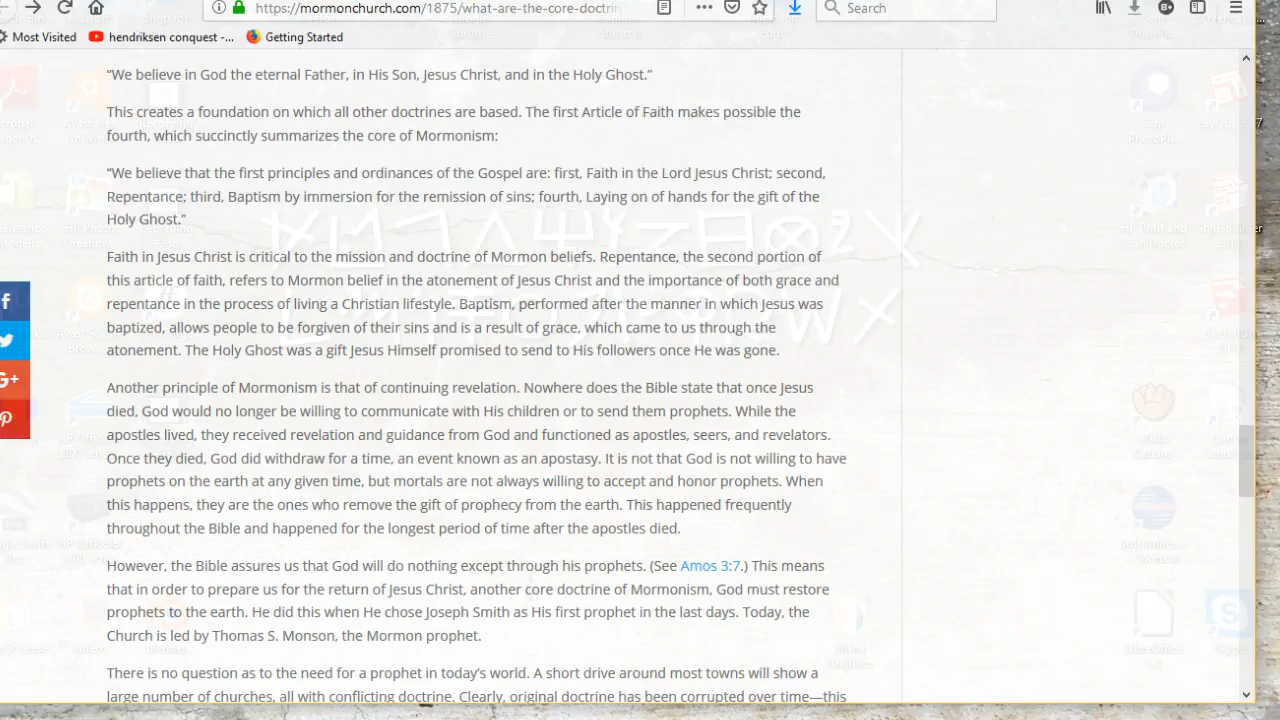 https://mormonchurch.com/1875/what-are-the-core-doctrin
Search
Most Visited
hendriksen conquest -...
Getting Started
“We believe in God the eternal Father, in His Son, Jesus Christ, and in the Holy Ghost.”
This creates a foundation on which all other doctrines are based. The first Article of Faith makes possible the
fourth, which succinctly summarizes the core of Mormonism:
“We believe that the first principles and ordinances of the Gospel are: first, Faith in the Lord Jesus Christ; second,
Repentance; third, Baptism by immersion for the remission of sins; fourth, Laying on of hands for the gift of the
Holy Ghost.”
Faith in Jesus Christ is critical to the mission and doctrine of Mormon beliefs. Repentance, the second portion of
this article of faith, refers to Mormon belief in the atonement of Jesus Christ and the importance of both grace and
repentance in the process of living a Christian lifestyle. Baptism, performed after the manner in which Jesus was
baptized, allows people to be forgiven of their sins and is a result of grace, which came to us through the
atonement. The Holy Ghost was a gift Jesus Himself promised to send to His followers once He was gone.
Another principle of Mormonism is that of continuing revelation. Nowhere does the Bible state that once Jesus
died, God would no longer be willing to communicate with His children or to send them prophets. While the
apostles lived, they received revelation and guidance from God and functioned as apostles, seers, and revelators.
Once they died, God did withdraw for a time, an event known as an apostasy. It is not that God is not willing to have
prophets on the earth at any given time, but mortals are not always willing to accept and honor prophets. When
this happens, they are the ones who remove the gift of prophecy from the earth. This happened frequently
throughout the Bible and happened for the longest period of time after the apostles died.
However, the Bible assures us that God will do nothing except through his prophets. (See Amos 3:7.) This means
that in order to prepare us for the return of Jesus Christ, another core doctrine of Mormonism, God must restore
prophets to the earth. He did this when He chose Joseph Smith as His first prophet in the last days. Today, the
Church is led by Thomas S. Monson, the Mormon prophet.
There is no question as to the need for a prophet in today’s world. A short drive around most towns will show a
large number of churches, all with conflicting doctrine. Clearly, original doctrine has been corrupted over time—this